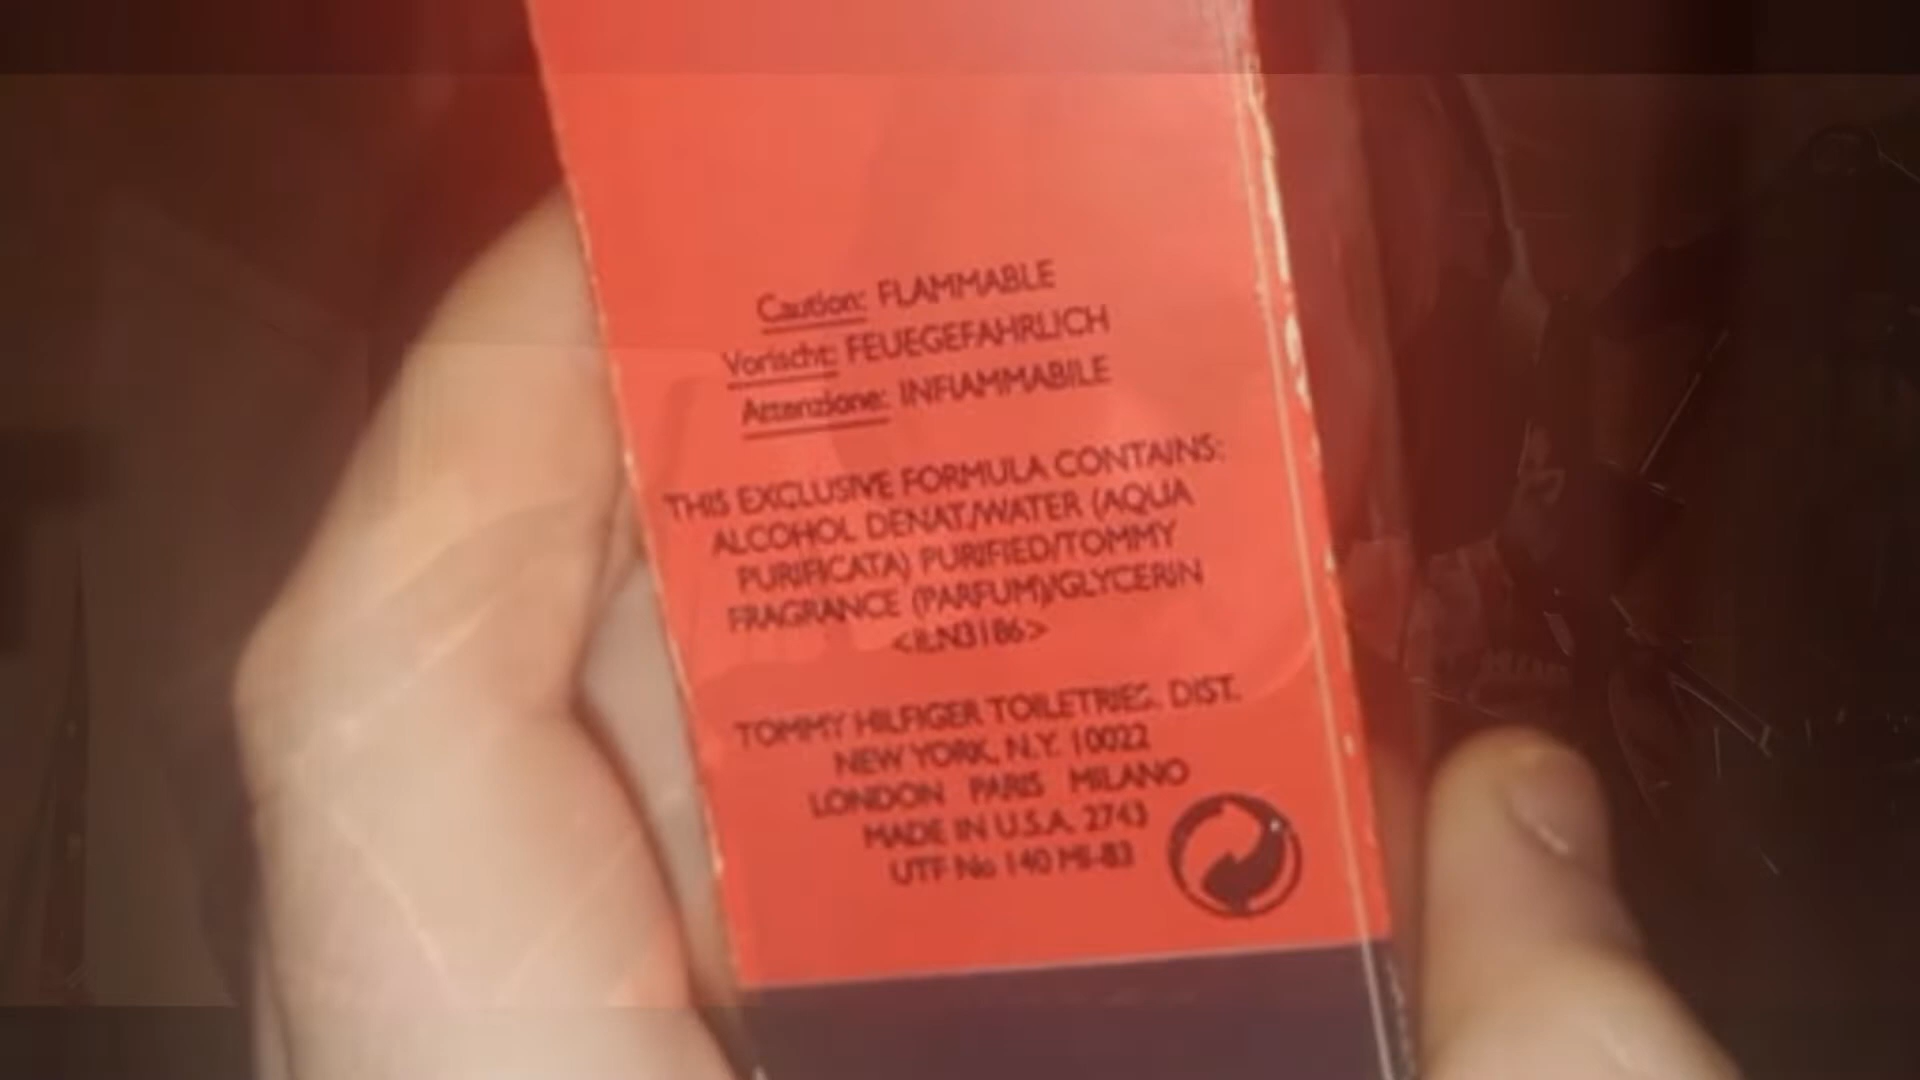 Caution: FLAMMABLE
Vorischt: FEUEGEFAHRLICH
Attenzione: INFIAMMABILE
THIS EXCLUSIVE FORMULA CONTAINS:
ALCOHOL DENAT./WATER (AQUA
PURIFICATA) PURIFIED/TOMMY
FRAGRANCE (PARFUM)/GLYCERIN
<ILN3186>
TOMMY HILFIGER TOILETRIES, DIST.
NEW YORK, N.Y. 10022
LONDON PARIS MILANO
MADE IN U.S.A. 2743
UTF No 140 MI-83